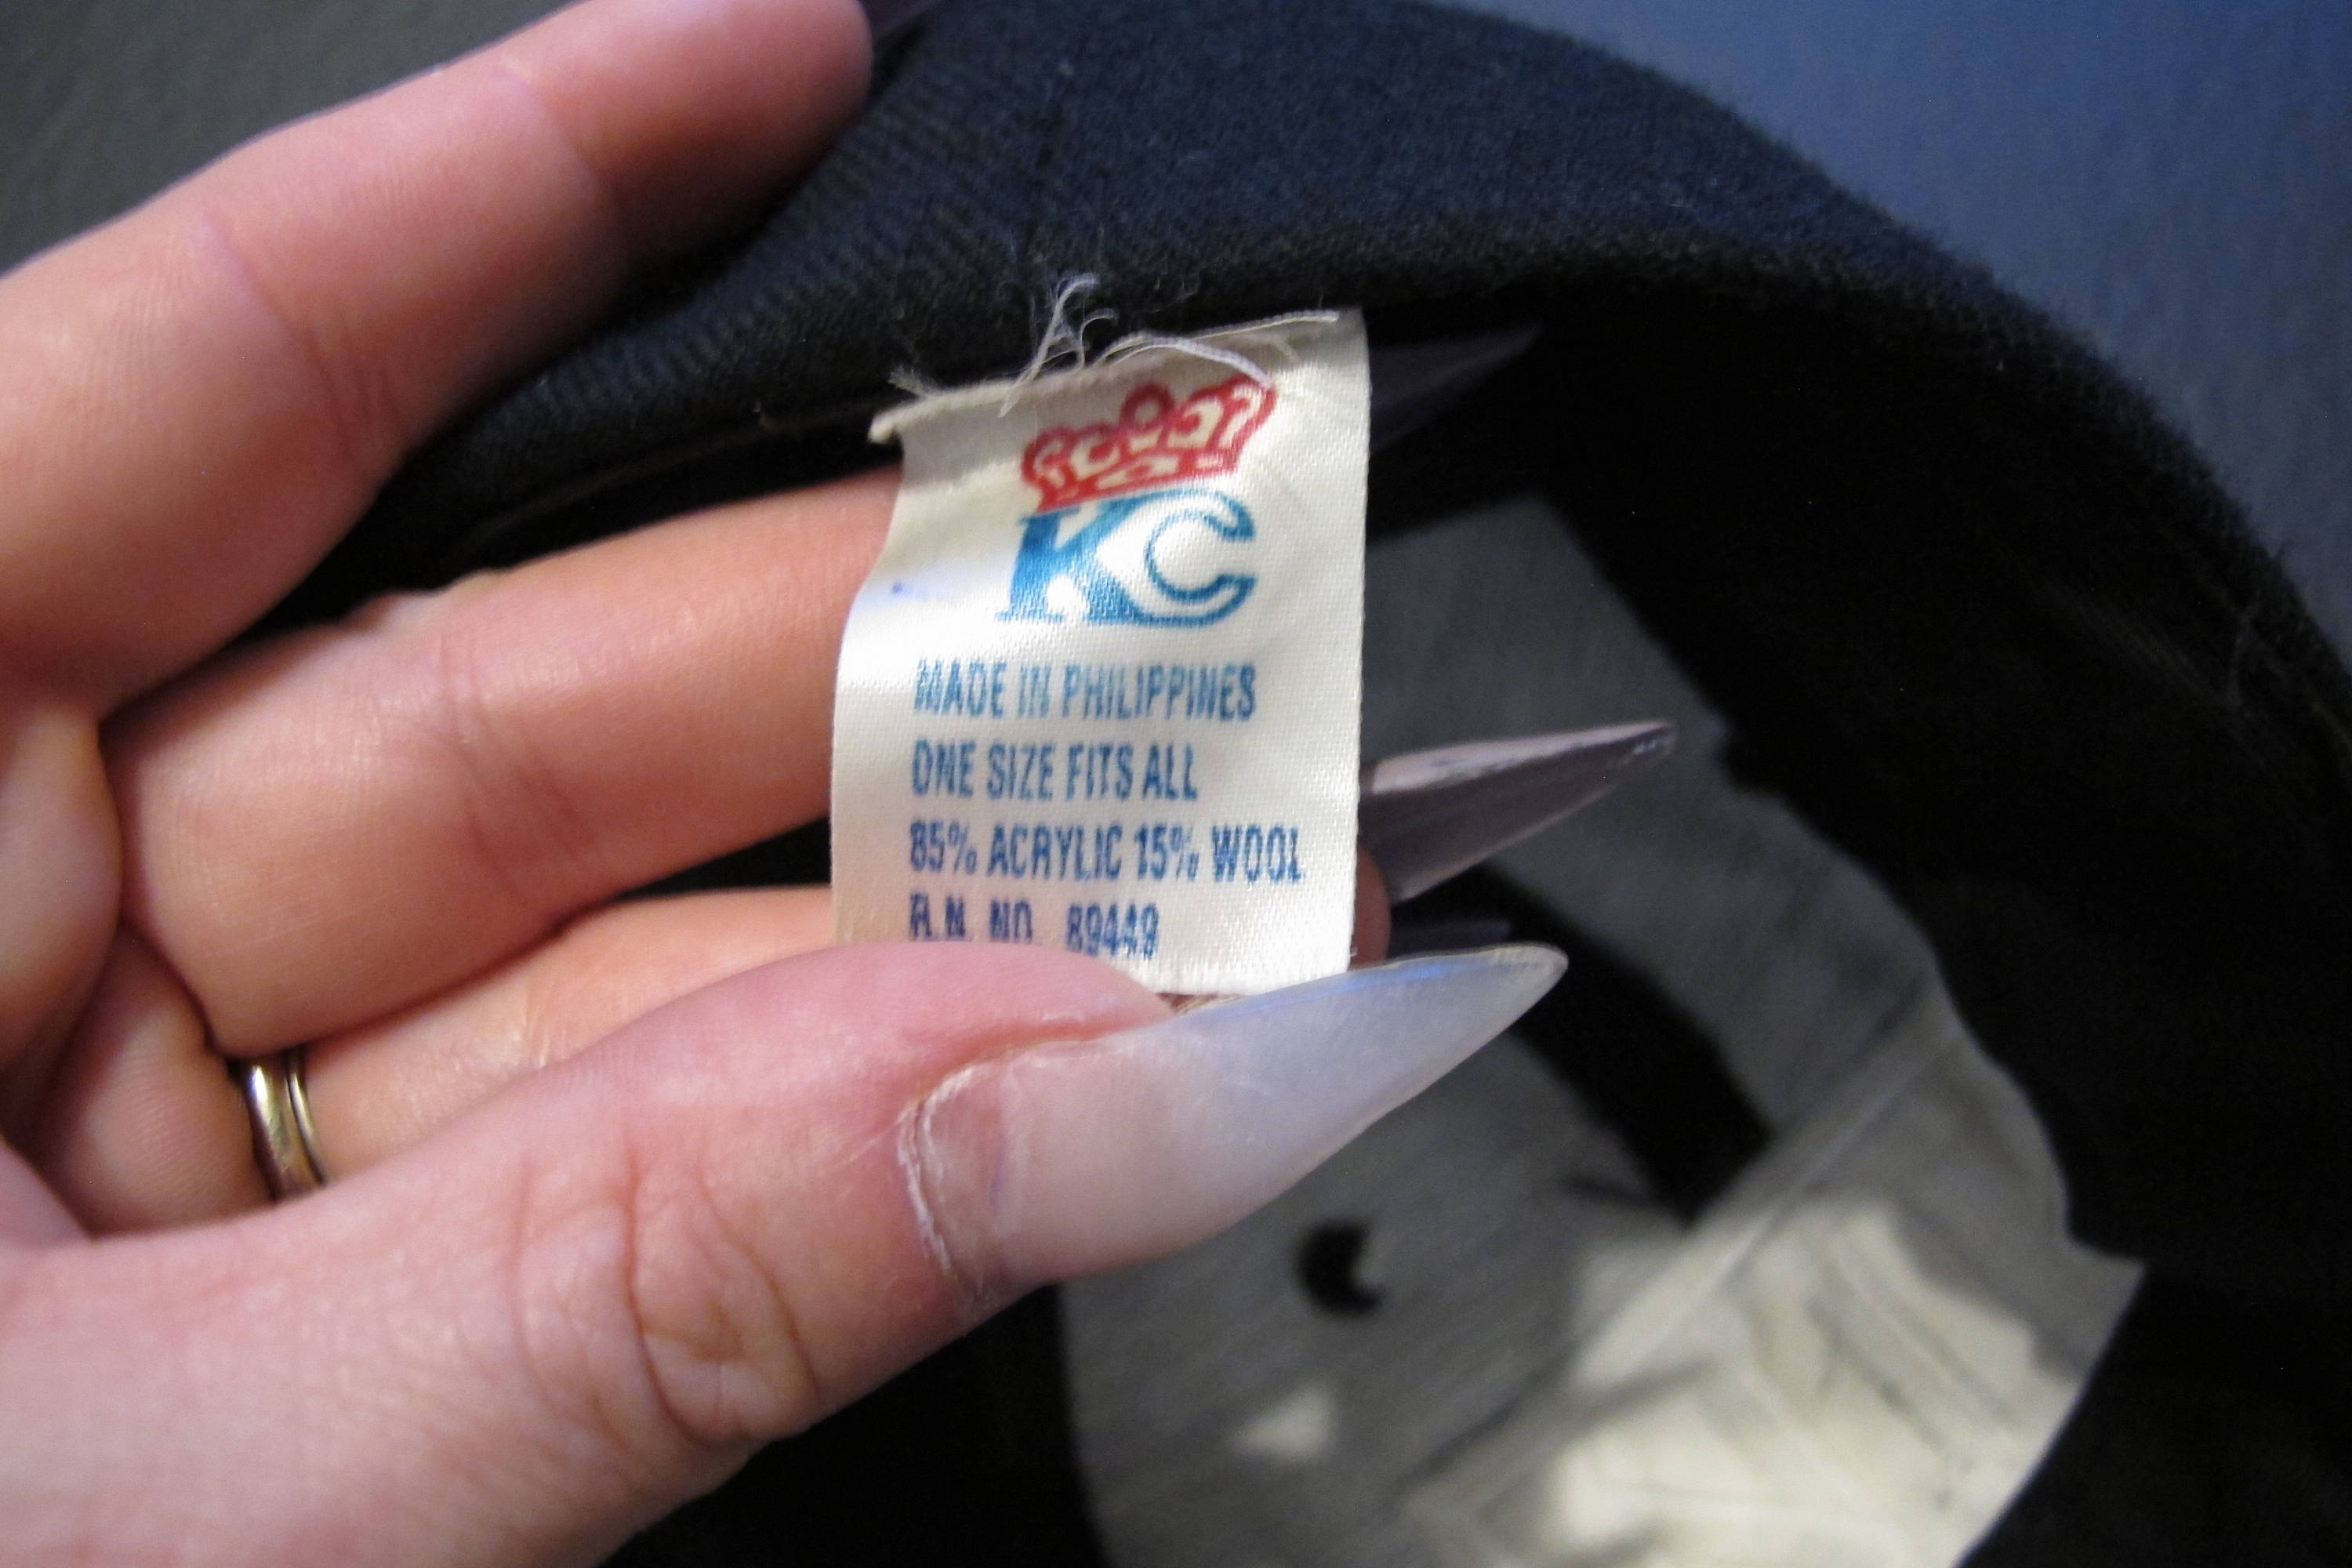 KC
MADE IN PHILIPPINES
ONE SIZE FITS ALL
85% ACRYLIC 15% WOOL
R.N. NO. 89449